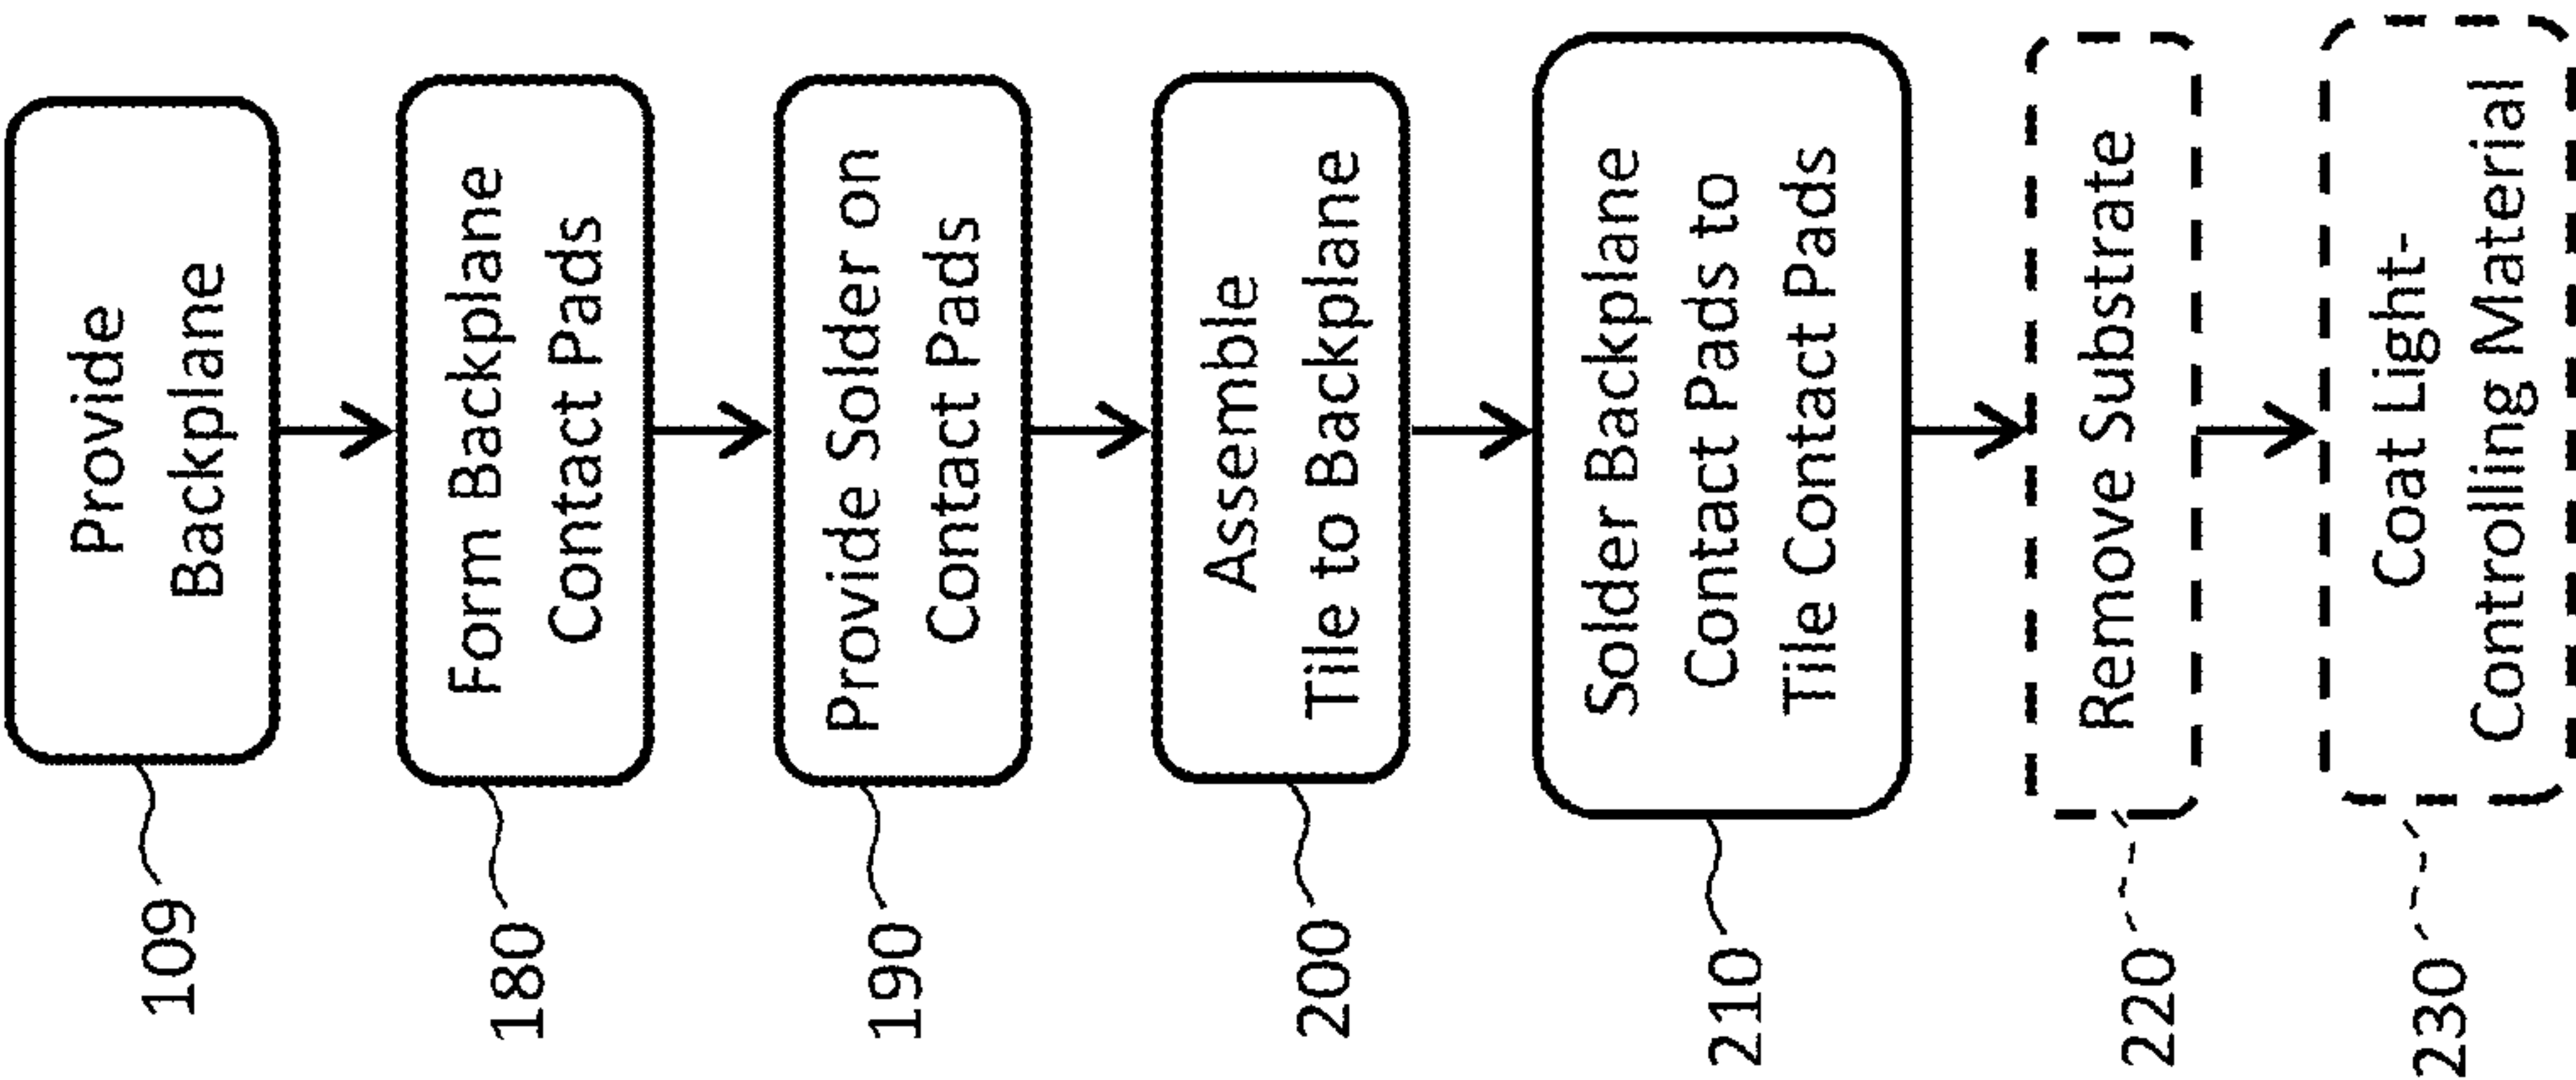 109
Provide
Backplane
180
Form Backplane
Contact Pads
190
Provide Solder on
Contact Pads
200
Assemble
Tile to Backplane
210
Solder Backplane
Contact Pads to
Tile Contact Pads
220
Remove Substrate
230
Coat Light-
Controlling Material